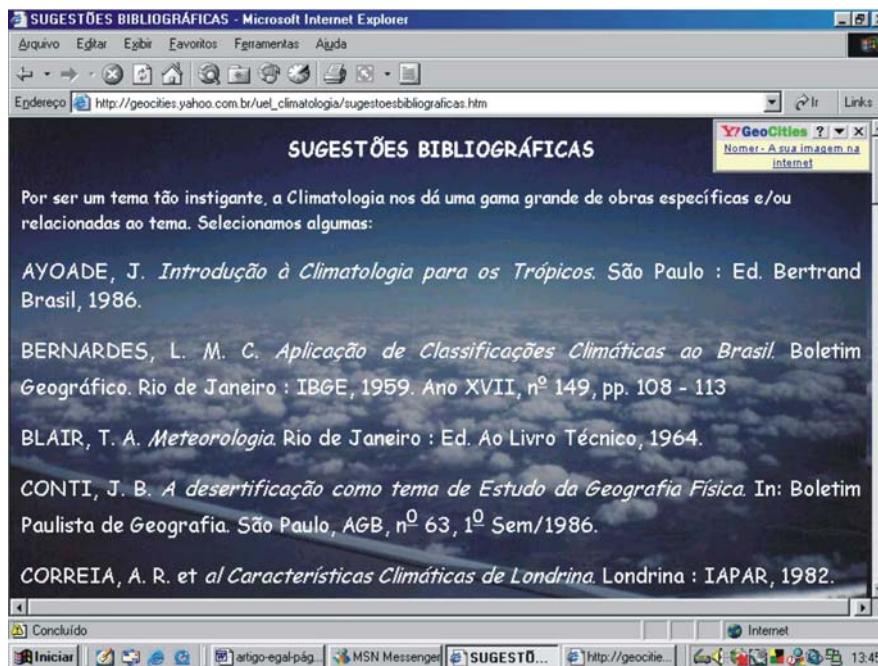 SUGESTÕES BIBLIOGRÁFICAS - Microsoft Internet Explorer
Arquivo Editar Exibir Favoritos Ferramentas Ajuda
Endereço http://geocities.yahoo.com.br/uel_climatologia/sugestoesbibliograficas.htm Ir Links
Y! GeoCities ?
Nomer - A sua imagem na
internet
SUGESTÕES BIBLIOGRÁFICAS
Por ser um tema tão instigante, a Climatologia nos dá uma gama grande de obras específicas e/ou
relacionadas ao tema. Selecionamos algumas:
AYOADE, J. Introdução à Climatologia para os Trópicos. São Paulo : Ed. Bertrand
Brasil, 1986.
BERNARDES, L. M. C. Aplicação de Classificações Climáticas ao Brasil. Boletim
Geográfico. Rio de Janeiro : IBGE, 1959. Ano XVII, nº 149, pp. 108 - 113
BLAIR, T. A. Meteorologia. Rio de Janeiro : Ed. Ao Livro Técnico, 1964.
CONTI, J. B. A desertificação como tema de Estudo da Geografia Física. In: Boletim
Paulista de Geografia. São Paulo, AGB, nº 63, 1º Sem/1986.
CORREIA, A. R. et al Características Climáticas de Londrina. Londrina : IAPAR, 1982.
Concluído Internet
Iniciar artigo-egal-pág... MSN Messenger SUGESTÕ... http://geocitie... 13:45